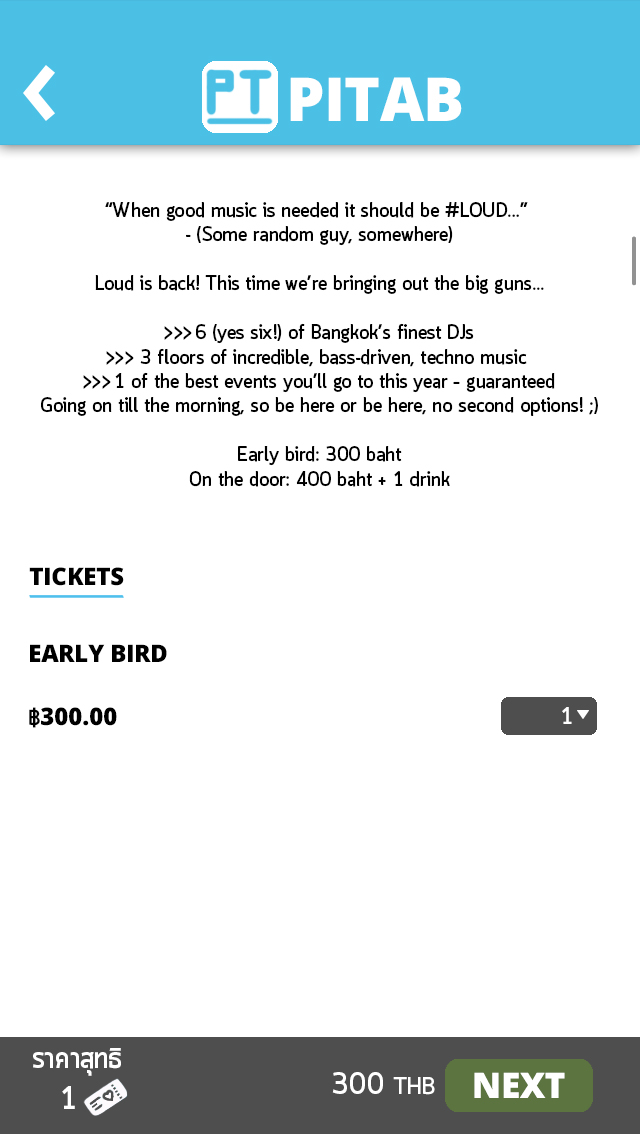 PT PITAB
“When good music is needed it should be #LOUD...”
- (Some random guy, somewhere)
Loud is back! This time we’re bringing out the big guns...
>>> 6 (yes six!) of Bangkok’s finest DJs
>>> 3 floors of incredible, bass-driven, techno music
>>> 1 of the best events you’ll go to this year - guaranteed
Going on till the morning, so be here or be here, no second options! ;)
Early bird: 300 baht
On the door: 400 baht + 1 drink
TICKETS
EARLY BIRD
฿300.00 1
ราคาสุทธิ
1 300 THB NEXT